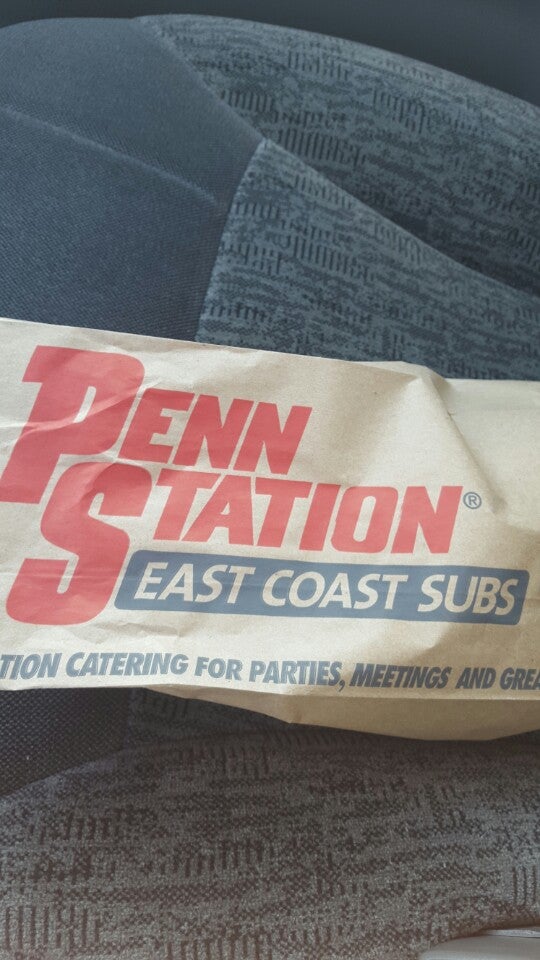 PENN
STATION®
EAST COAST SUBS
CATERING FOR PARTIES, MEETINGS AND